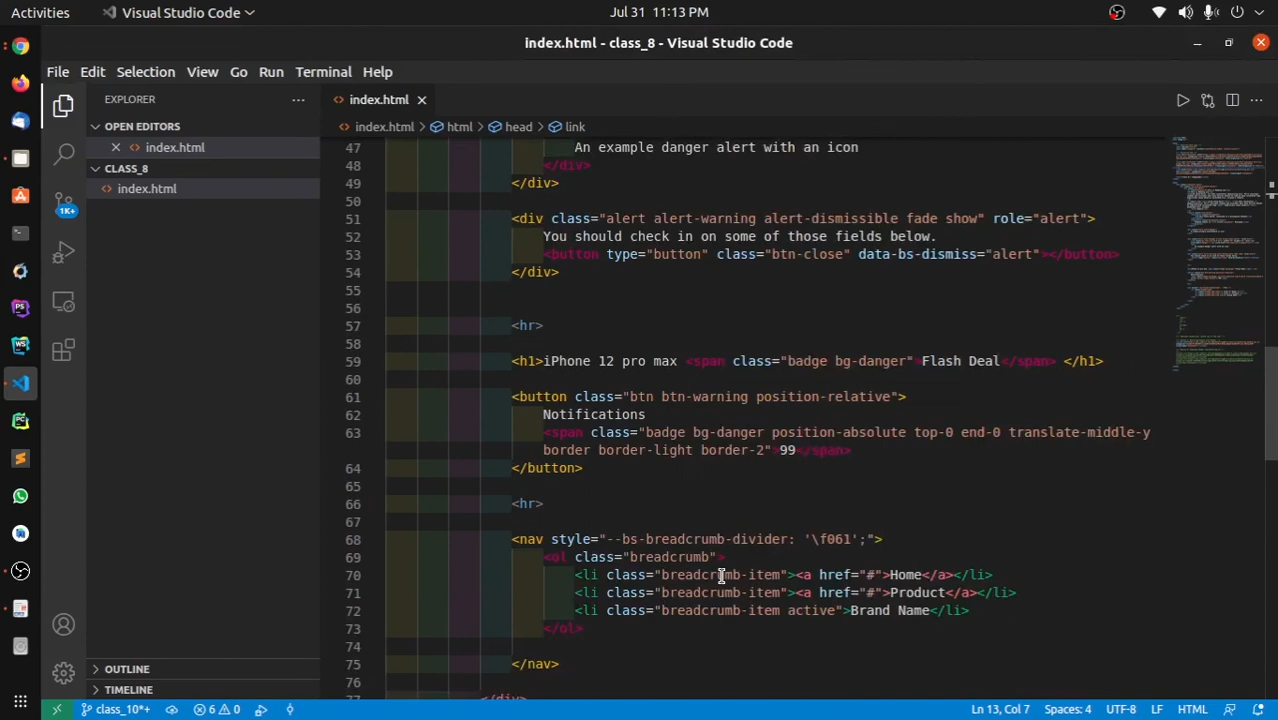 Activities
Visual Studio Code
Jul 31 11:13 PM
index.html - class_8 - Visual Studio Code
File Edit Selection View Go Run Terminal Help
EXPLORER
OPEN EDITORS
index.html
CLASS_8
index.html
OUTLINE
TIMELINE
1K+
index.html
index.html > html > head > link
47 An example danger alert with an icon
48 </div>
49 </div>
50
51 <div class="alert alert-warning alert-dismissible fade show" role="alert">
52 You should check in on some of those fields below.
53 <button type="button" class="btn-close" data-bs-dismiss="alert"></button>
54 </div>
55
56
57 <hr>
58
59 <h1>iPhone 12 pro max <span class="badge bg-danger">Flash Deal</span> </h1>
60
61 <button class="btn btn-warning position-relative">
62 Notifications
63 <span class="badge bg-danger position-absolute top-0 end-0 translate-middle-y
border border-light border-2">99</span>
64 </button>
65
66 <hr>
67
68 <nav style="--bs-breadcrumb-divider: '\f061';">
69 <ol class="breadcrumb">
70 <li class="breadcrumb-item"><a href="#">Home</a></li>
71 <li class="breadcrumb-item"><a href="#">Product</a></li>
72 <li class="breadcrumb-item active">Brand Name</li>
73 </ol>
74
75 </nav>
76
77 </div>
class_10*+ 6 0 Ln 13, Col 7 Spaces: 4 UTF-8 LF HTML